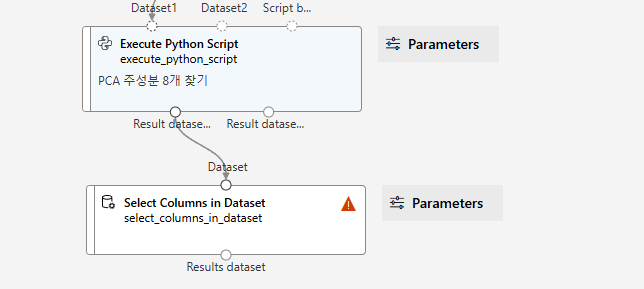 Dataset1 Dataset2 Script b...
Execute Python Script
execute_python_script
PCA 주성분 8개 찾기
Parameters
Result datase... Result datase...
Dataset
Select Columns in Dataset
select_columns_in_dataset
Parameters
Results dataset